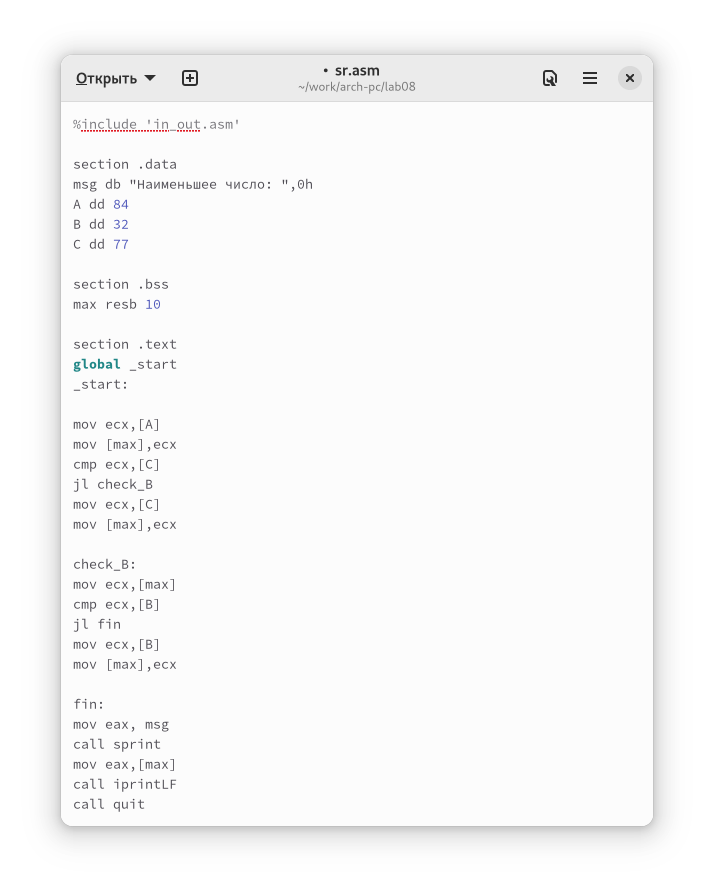 Открыть
• sr.asm
~/work/arch-pc/lab08
%include 'in_out.asm'
section .data
msg db "Наименьшее число: ",0h
A dd 84
B dd 32
C dd 77
section .bss
max resb 10
section .text
global _start
_start:
mov ecx,[A]
mov [max],ecx
cmp ecx,[C]
jl check_B
mov ecx,[C]
mov [max],ecx
check_B:
mov ecx,[max]
cmp ecx,[B]
jl fin
mov ecx,[B]
mov [max],ecx
fin:
mov eax, msg
call sprint
mov eax,[max]
call iprintLF
call quit